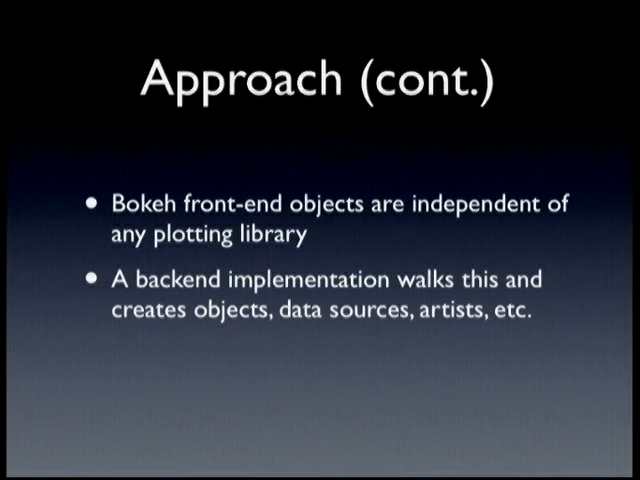 Approach (cont.)
• Bokeh front-end objects are independent of
any plotting library
• A backend implementation walks this and
creates objects, data sources, artists, etc.